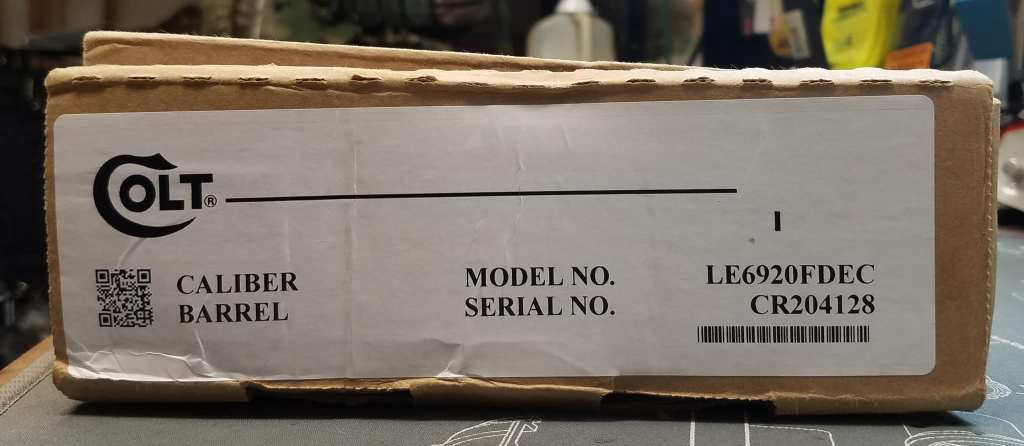 COLT®
CALIBER MODEL NO. LE6920FDEC
BARREL SERIAL NO. CR204128